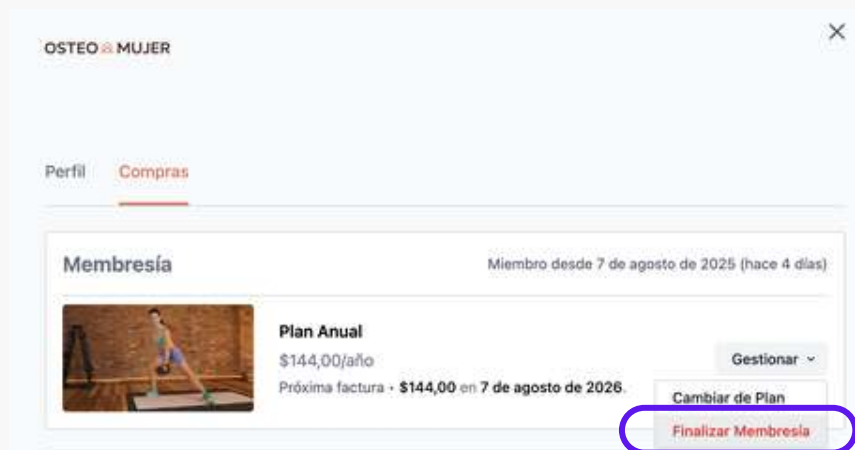 OSTEO MUJER
Perfil Compras
Membresía Miembro desde 7 de agosto de 2025 (hace 4 días)
Plan Anual
$144,00/año
Gestionar
Próxima factura • $144,00 en 7 de agosto de 2026.
Cambiar de Plan
Finalizar Membresía